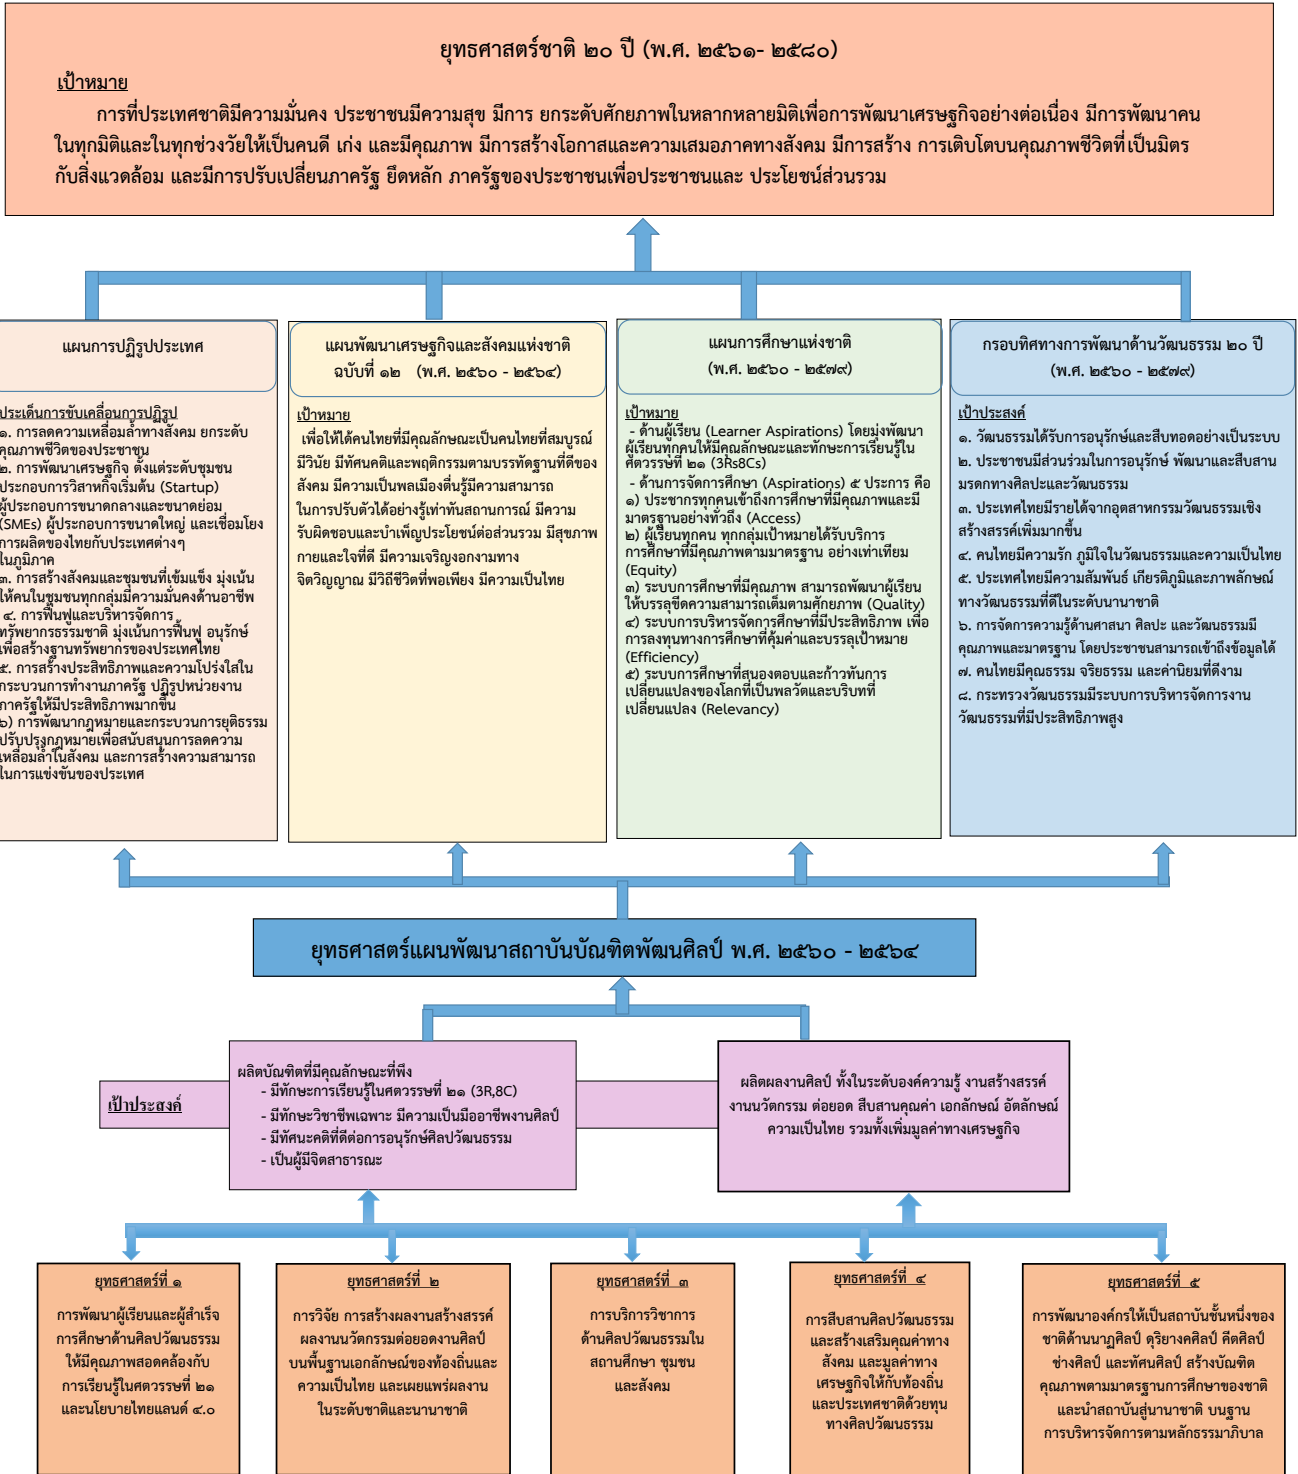 ยุทธศาสตร์ชาติ ๒๐ ปี (พ.ศ. ๒๕๖๑- ๒๕๘๐)
เป้าหมาย
การที่ประเทศชาติมีความมั่นคง ประชาชนมีความสุข มีการ ยกระดับศักยภาพในหลากหลายมิติเพื่อการพัฒนาเศรษฐกิจอย่างต่อเนื่อง มีการพัฒนาคน
ในทุกมิติและในทุกช่วงวัยให้เป็นคนดี เก่ง และมีคุณภาพ มีการสร้างโอกาสและความเสมอภาคทางสังคม มีการสร้าง การเติบโตบนคุณภาพชีวิตที่เป็นมิตร
กับสิ่งแวดล้อม และมีการปรับเปลี่ยนภาครัฐ ยึดหลัก ภาครัฐของประชาชนเพื่อประชาชนและ ประโยชน์ส่วนรวม
แผนการปฏิรูปประเทศ
ประเด็นการขับเคลื่อนการปฏิรูป
๑. การลดความเหลื่อมล้ำทางสังคม ยกระดับ
คุณภาพชีวิตของประชาชน
๒. การพัฒนาเศรษฐกิจ ตั้งแต่ระดับชุมชน
ประกอบการวิสาหกิจเริ่มต้น (Startup)
ผู้ประกอบการขนาดกลางและขนาดย่อม
(SMEs) ผู้ประกอบการขนาดใหญ่ และเชื่อมโยง
การผลิตของไทยกับประเทศต่างๆ
ในภูมิภาค
๓. การสร้างสังคมและชุมชนที่เข้มแข็ง มุ่งเน้น
ให้คนในชุมชนทุกกลุ่มมีความมั่นคงด้านอาชีพ
๔. การฟื้นฟูและบริหารจัดการ
ทรัพยากรธรรมชาติ มุ่งเน้นการฟื้นฟู อนุรักษ์
เพื่อสร้างฐานทรัพยากรของประเทศไทย
๕. การสร้างประสิทธิภาพและความโปร่งใสใน
กระบวนการทำงานภาครัฐ ปฏิรูปหน่วยงาน
ภาครัฐให้มีประสิทธิภาพมากขึ้น
๖) การพัฒนากฎหมายและกระบวนการยุติธรรม
ปรับปรุงกฎหมายเพื่อสนับสนุนการลดความ
เหลื่อมล้ำในสังคม และการสร้างความสามารถ
ในการแข่งขันของประเทศ
แผนพัฒนาเศรษฐกิจและสังคมแห่งชาติ
ฉบับที่ ๑๒ (พ.ศ. ๒๕๖๐ - ๒๕๖๔)
เป้าหมาย
เพื่อให้ได้คนไทยที่มีคุณลักษณะเป็นคนไทยที่สมบูรณ์
มีวินัย มีทัศนคติและพฤติกรรมตามบรรทัดฐานที่ดีของ
สังคม มีความเป็นพลเมืองตื่นรู้มีความสามารถ
ในการปรับตัวได้อย่างรู้เท่าทันสถานการณ์ มีความ
รับผิดชอบและบำเพ็ญประโยชน์ต่อส่วนรวม มีสุขภาพ
กายและใจที่ดี มีความเจริญงอกงามทาง
จิตวิญญาณ มีวิถีชีวิตที่พอเพียง มีความเป็นไทย
แผนการศึกษาแห่งชาติ
(พ.ศ. ๒๕๖๐ - ๒๕๗๙)
เป้าหมาย
- ด้านผู้เรียน (Learner Aspirations) โดยมุ่งพัฒนา
ผู้เรียนทุกคนให้มีคุณลักษณะและทักษะการเรียนรู้ใน
ศตวรรษที่ ๒๑ (3Rs8Cs)
- ด้านการจัดการศึกษา (Aspirations) ๕ ประการ คือ
๑) ประชากรทุกคนเข้าถึงการศึกษาที่มีคุณภาพและมี
มาตรฐานอย่างทั่วถึง (Access)
๒) ผู้เรียนทุกคน ทุกกลุ่มเป้าหมายได้รับบริการ
การศึกษาที่มีคุณภาพตามมาตรฐาน อย่างเท่าเทียม
(Equity)
๓) ระบบการศึกษาที่มีคุณภาพ สามารถพัฒนาผู้เรียน
ให้บรรลุขีดความสามารถเต็มตามศักยภาพ (Quality)
๔) ระบบการบริหารจัดการศึกษาที่มีประสิทธิภาพ เพื่อ
การลงทุนทางการศึกษาที่คุ้มค่าและบรรลุเป้าหมาย
(Efficiency)
๕) ระบบการศึกษาที่สนองตอบและก้าวทันการ
เปลี่ยนแปลงของโลกที่เป็นพลวัตและบริบทที่
เปลี่ยนแปลง (Relevancy)
กรอบทิศทางการพัฒนาด้านวัฒนธรรม ๒๐ ปี
(พ.ศ. ๒๕๖๐ - ๒๕๗๙)
เป้าประสงค์
๑. วัฒนธรรมได้รับการอนุรักษ์และสืบทอดอย่างเป็นระบบ
๒. ประชาชนมีส่วนร่วมในการอนุรักษ์ พัฒนาและสืบสาน
มรดกทางศิลปะและวัฒนธรรม
๓. ประเทศไทยมีรายได้จากอุตสาหกรรมวัฒนธรรมเชิง
สร้างสรรค์เพิ่มมากขึ้น
๔. คนไทยมีความรัก ภูมิใจในวัฒนธรรมและความเป็นไทย
๕. ประเทศไทยมีความสัมพันธ์ เกียรติภูมิและภาพลักษณ์
ทางวัฒนธรรมที่ดีในระดับนานาชาติ
๖. การจัดการความรู้ด้านศาสนา ศิลปะ และวัฒนธรรมมี
คุณภาพและมาตรฐาน โดยประชาชนสามารถเข้าถึงข้อมูลได้
๗. คนไทยมีคุณธรรม จริยธรรม และค่านิยมที่ดีงาม
๘. กระทรวงวัฒนธรรมมีระบบการบริหารจัดการงาน
วัฒนธรรมที่มีประสิทธิภาพสูง
ยุทธศาสตร์แผนพัฒนาสถาบันบัณฑิตพัฒนศิลป์ พ.ศ. ๒๕๖๐ - ๒๕๖๔
เป้าประสงค์
ผลิตบัณฑิตที่มีคุณลักษณะที่พึง
- มีทักษะการเรียนรู้ในศตวรรษที่ ๒๑ (3R,8C)
- มีทักษะวิชาชีพเฉพาะ มีความเป็นมืออาชีพงานศิลป์
- มีทัศนะคติที่ดีต่อการอนุรักษ์ศิลปวัฒนธรรม
- เป็นผู้มีจิตสาธารณะ
ผลิตผลงานศิลป์ ทั้งในระดับองค์ความรู้ งานสร้างสรรค์
งานนวัตกรรม ต่อยอด สืบสานคุณค่า เอกลักษณ์ อัตลักษณ์
ความเป็นไทย รวมทั้งเพิ่มมูลค่าทางเศรษฐกิจ
ยุทธศาสตร์ที่ ๑
การพัฒนาผู้เรียนและผู้สำเร็จ
การศึกษาด้านศิลปวัฒนธรรม
ให้มีคุณภาพสอดคล้องกับ
การเรียนรู้ในศตวรรษที่ ๒๑
และนโยบายไทยแลนด์ ๔.๐
ยุทธศาสตร์ที่ ๒
การวิจัย การสร้างผลงานสร้างสรรค์
ผลงานนวัตกรรมต่อยอดงานศิลป์
บนพื้นฐานเอกลักษณ์ของท้องถิ่นและ
ความเป็นไทย และเผยแพร่ผลงาน
ในระดับชาติและนานาชาติ
ยุทธศาสตร์ที่ ๓
การบริการวิชาการ
ด้านศิลปวัฒนธรรมใน
สถานศึกษา ชุมชน
และสังคม
ยุทธศาสตร์ที่ ๔
การสืบสานศิลปวัฒนธรรม
และสร้างเสริมคุณค่าทาง
สังคม และมูลค่าทาง
เศรษฐกิจให้กับท้องถิ่น
และประเทศชาติด้วยทุน
ทางศิลปวัฒนธรรม
ยุทธศาสตร์ที่ ๕
การพัฒนาองค์กรให้เป็นสถาบันชั้นหนึ่งของ
ชาติด้านนาฏศิลป์ ดุริยางคศิลป์ คีตศิลป์
ช่างศิลป์ และทัศนศิลป์ สร้างบัณฑิต
คุณภาพตามมาตรฐานการศึกษาของชาติ
และนำสถาบันสู่นานาชาติ บนฐาน
การบริหารจัดการตามหลักธรรมาภิบาล